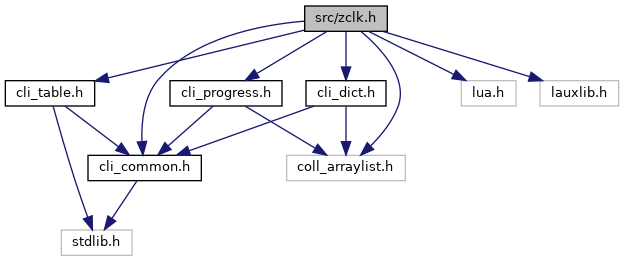 src/zclk.h
cli_table.h
cli_progress.h
cli_dict.h
lua.h
lauxlib.h
cli_common.h
coll_arraylist.h
stdlib.h